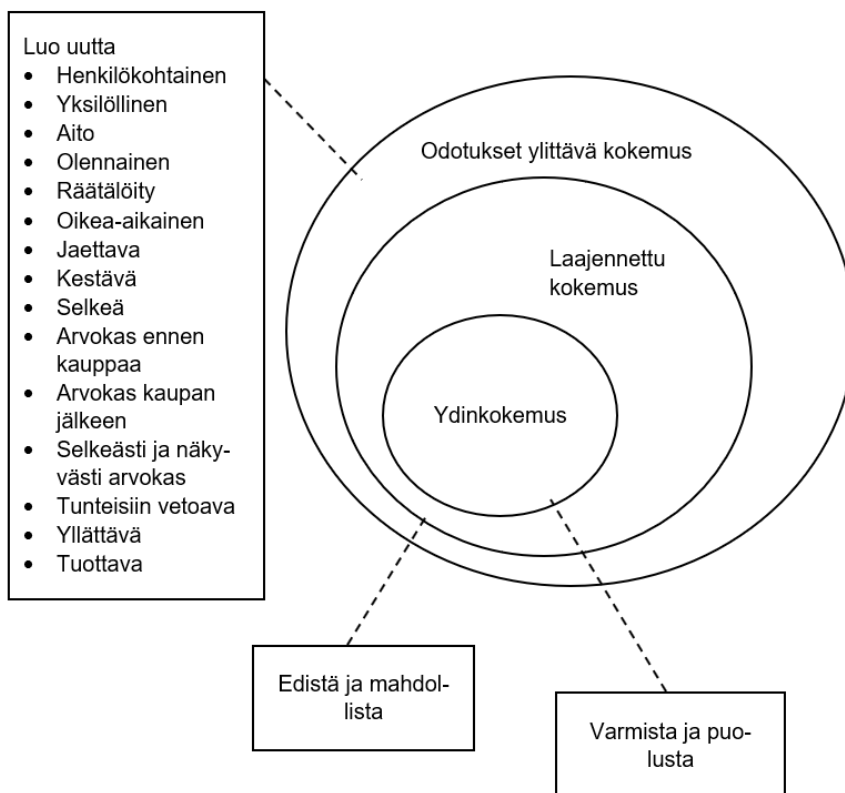 Luo uutta
• Henkilökohtainen
• Yksilöllinen
• Aito
• Olennainen
• Räätälöity
• Oikea-aikainen
• Jaettava
• Kestävä
• Selkeä
• Arvokas ennen
kauppaa
• Arvokas kaupan
jälkeen
• Selkeästi ja näky-
västi arvokas
• Tunteisiin vetoava
• Yllättävä
• Tuottava
Odotukset ylittävä kokemus
Laajennettu
kokemus
Ydinkokemus
Edistä ja mahdol-
lista
Varmista ja puo-
lusta